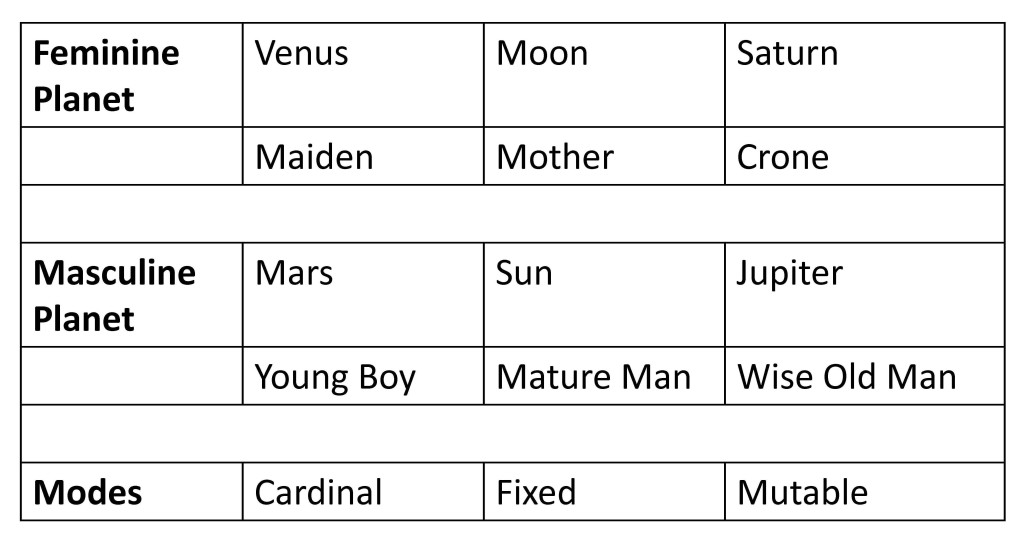 Feminine Planet Venus Moon Saturn
Maiden Mother Crone
Masculine Planet Mars Sun Jupiter
Young Boy Mature Man Wise Old Man
Modes Cardinal Fixed Mutable